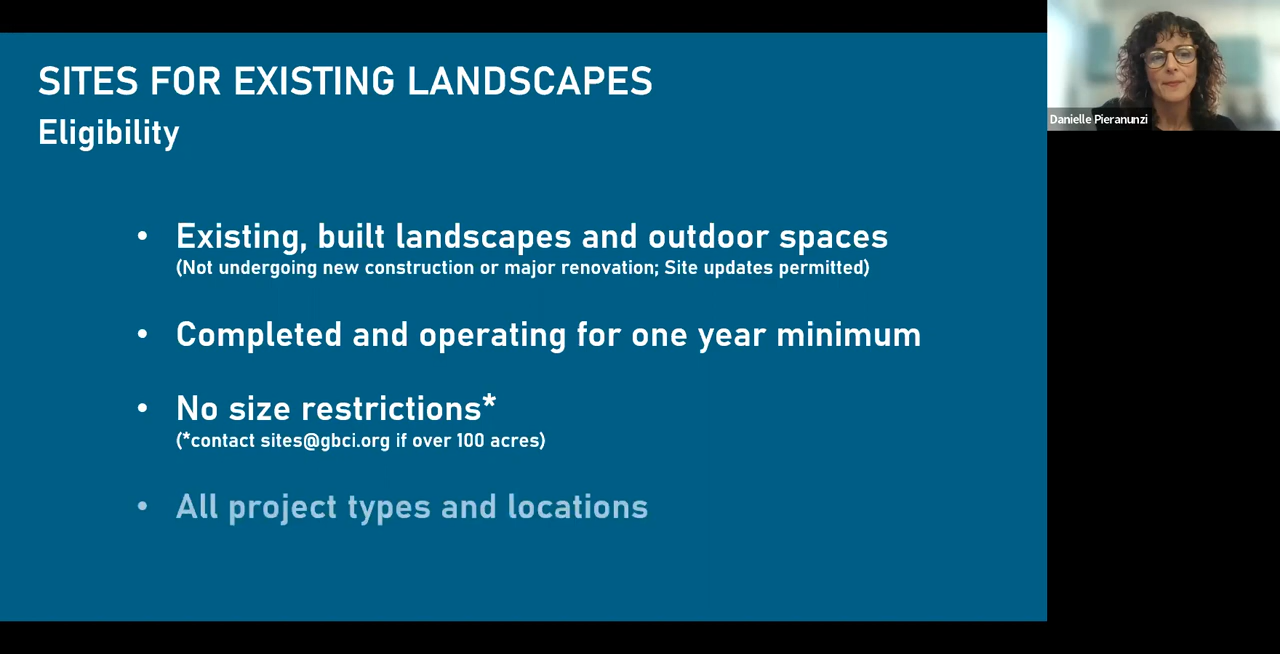 SITES FOR EXISTING LANDSCAPES
Eligibility
• Existing, built landscapes and outdoor spaces
(Not undergoing new construction or major renovation; Site updates permitted)
• Completed and operating for one year minimum
• No size restrictions*
(*contact sites@gbci.org if over 100 acres)
• All project types and locations
Danielle Pieranunzi